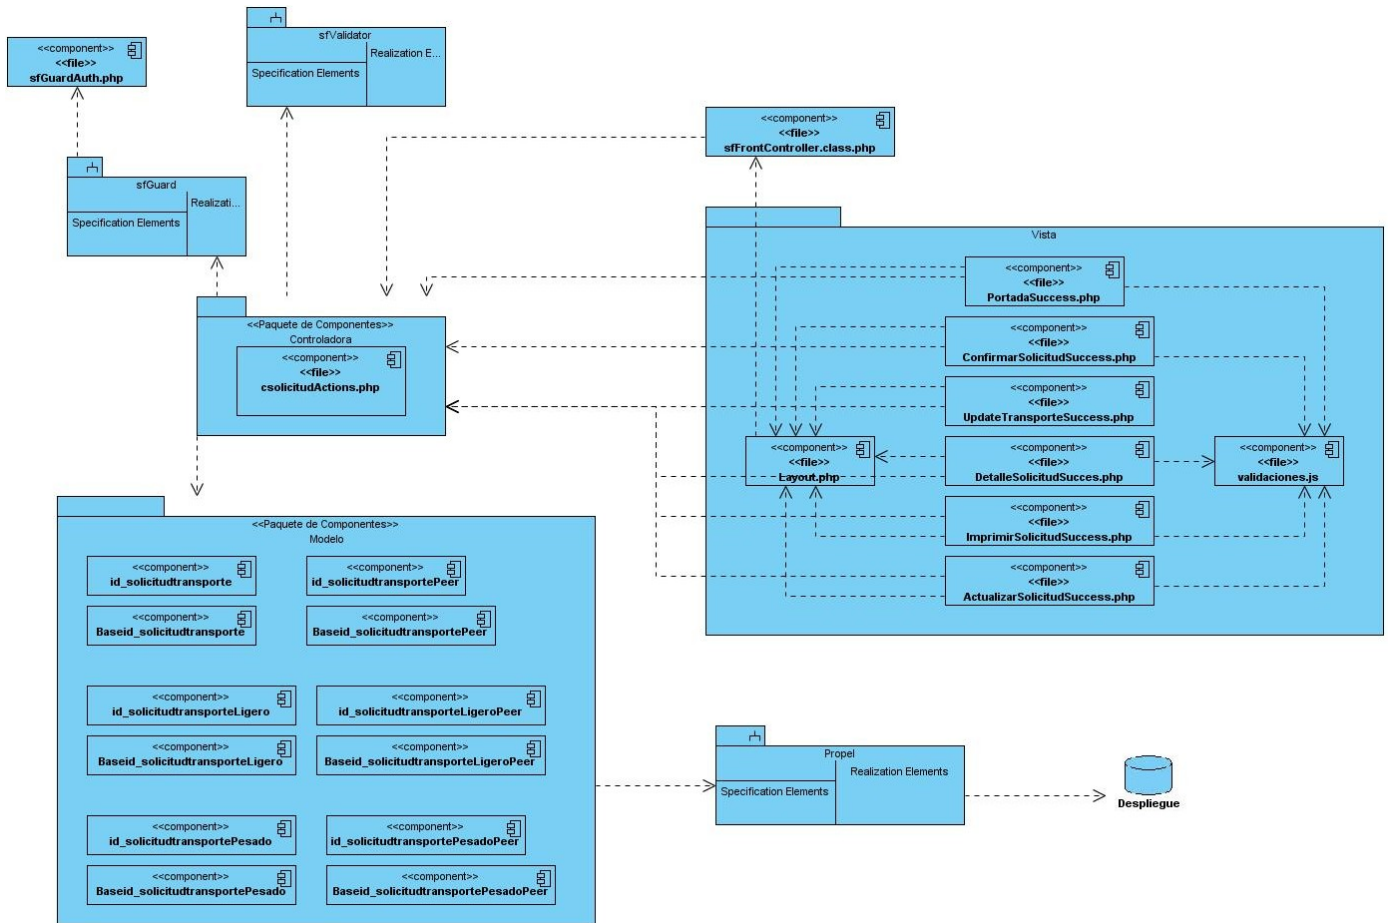 <<component>>
<<file>>
sfGuardAuth.php
sfValidator
Realization E...
Specification Elements
<<component>>
<<file>>
sfFrontController.class.php
sfGuard
Realizati...
Specification Elements
<<Paquete de Componentes>>
Controladora
<<component>>
<<file>>
csolicitudActions.php
Vista
<<component>>
<<file>>
PortadaSuccess.php
<<component>>
<<file>>
ConfirmarSolicitudSuccess.php
<<component>>
<<file>>
UpdateTransporteSuccess.php
<<component>>
<<file>>
Layout.php
<<component>>
<<file>>
DetalleSolicitudSucces.php
<<component>>
<<file>>
validaciones.js
<<component>>
<<file>>
ImprimirSolicitudSuccess.php
<<component>>
<<file>>
ActualizarSolicitudSuccess.php
<<Paquete de Componentes>>
Modelo
<<component>>
id_solicitudtransporte
<<component>>
id_solicitudtransportePeer
<<component>>
Baseid_solicitudtransporte
<<component>>
Baseid_solicitudtransportePeer
<<component>>
id_solicitudtransporteLigero
<<component>>
id_solicitudtransporteLigeroPeer
<<component>>
Baseid_solicitudtransporteLigero
<<component>>
Baseid_solicitudtransporteLigeroPeer
<<component>>
id_solicitudtransportePesado
<<component>>
id_solicitudtransportePesadoPeer
<<component>>
Baseid_solicitudtransportePesado
<<component>>
Baseid_solicitudtransportePesadoPeer
Propel
Realization Elements
Specification Elements
Despliegue